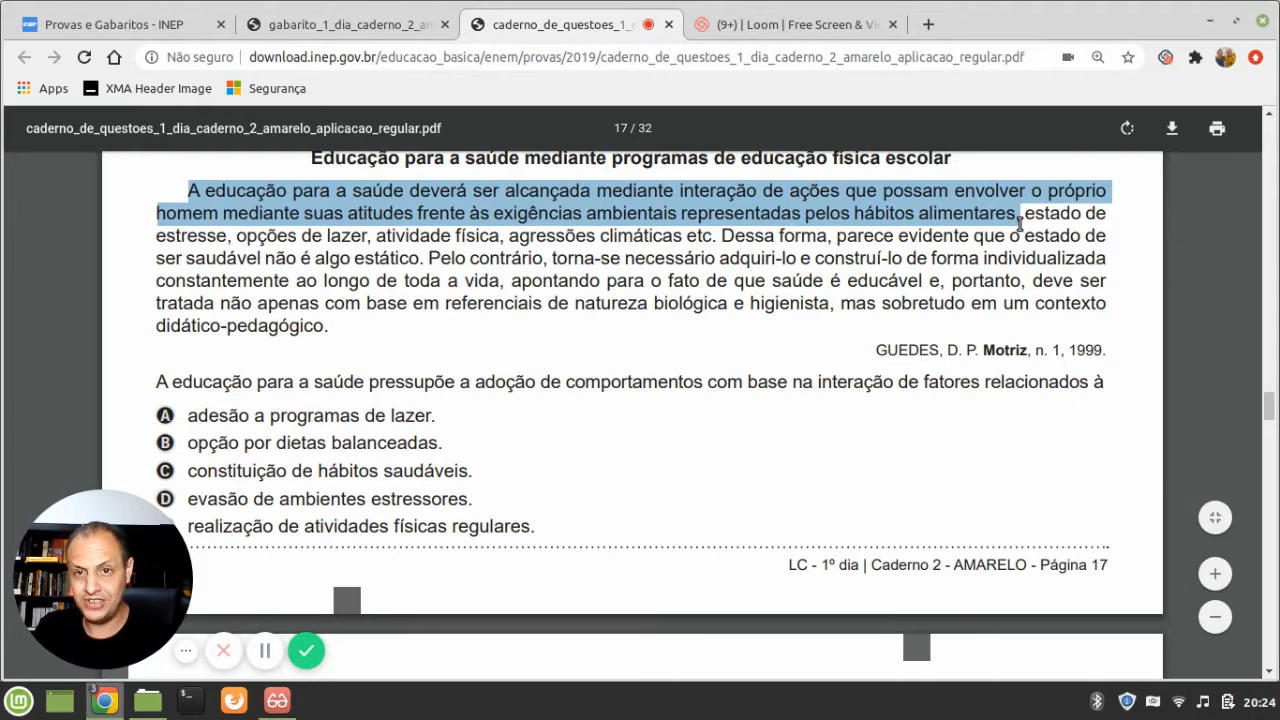 Provas e Gabaritos - INEP
gabarito_1_dia_caderno_2_am
caderno_de_questoes_1_
(9+) | Loom | Free Screen & Vi
Não seguro
download.inep.gov.br/educacao_basica/enem/provas/2019/caderno_de_questoes_1_dia_caderno_2_amarelo_aplicacao_regular.pdf
Apps
XMA Header Image
Segurança
caderno_de_questoes_1_dia_caderno_2_amarelo_aplicacao_regular.pdf
17 / 32
Educação para a saúde mediante programas de educação física escolar
A educação para a saúde deverá ser alcançada mediante interação de ações que possam envolver o próprio
homem mediante suas atitudes frente às exigências ambientais representadas pelos hábitos alimentares, estado de
estresse, opções de lazer, atividade física, agressões climáticas etc. Dessa forma, parece evidente que o estado de
ser saudável não é algo estático. Pelo contrário, torna-se necessário adquiri-lo e construí-lo de forma individualizada
constantemente ao longo de toda a vida, apontando para o fato de que saúde é educável e, portanto, deve ser
tratada não apenas com base em referenciais de natureza biológica e higienista, mas sobretudo em um contexto
didático-pedagógico.
GUEDES, D. P. Motriz, n. 1, 1999.
A educação para a saúde pressupõe a adoção de comportamentos com base na interação de fatores relacionados à
A adesão a programas de lazer.
B opção por dietas balanceadas.
C constituição de hábitos saudáveis.
D evasão de ambientes estressores.
realização de atividades físicas regulares.
LC - 1º dia | Caderno 2 - AMARELO - Página 17
3
20:24